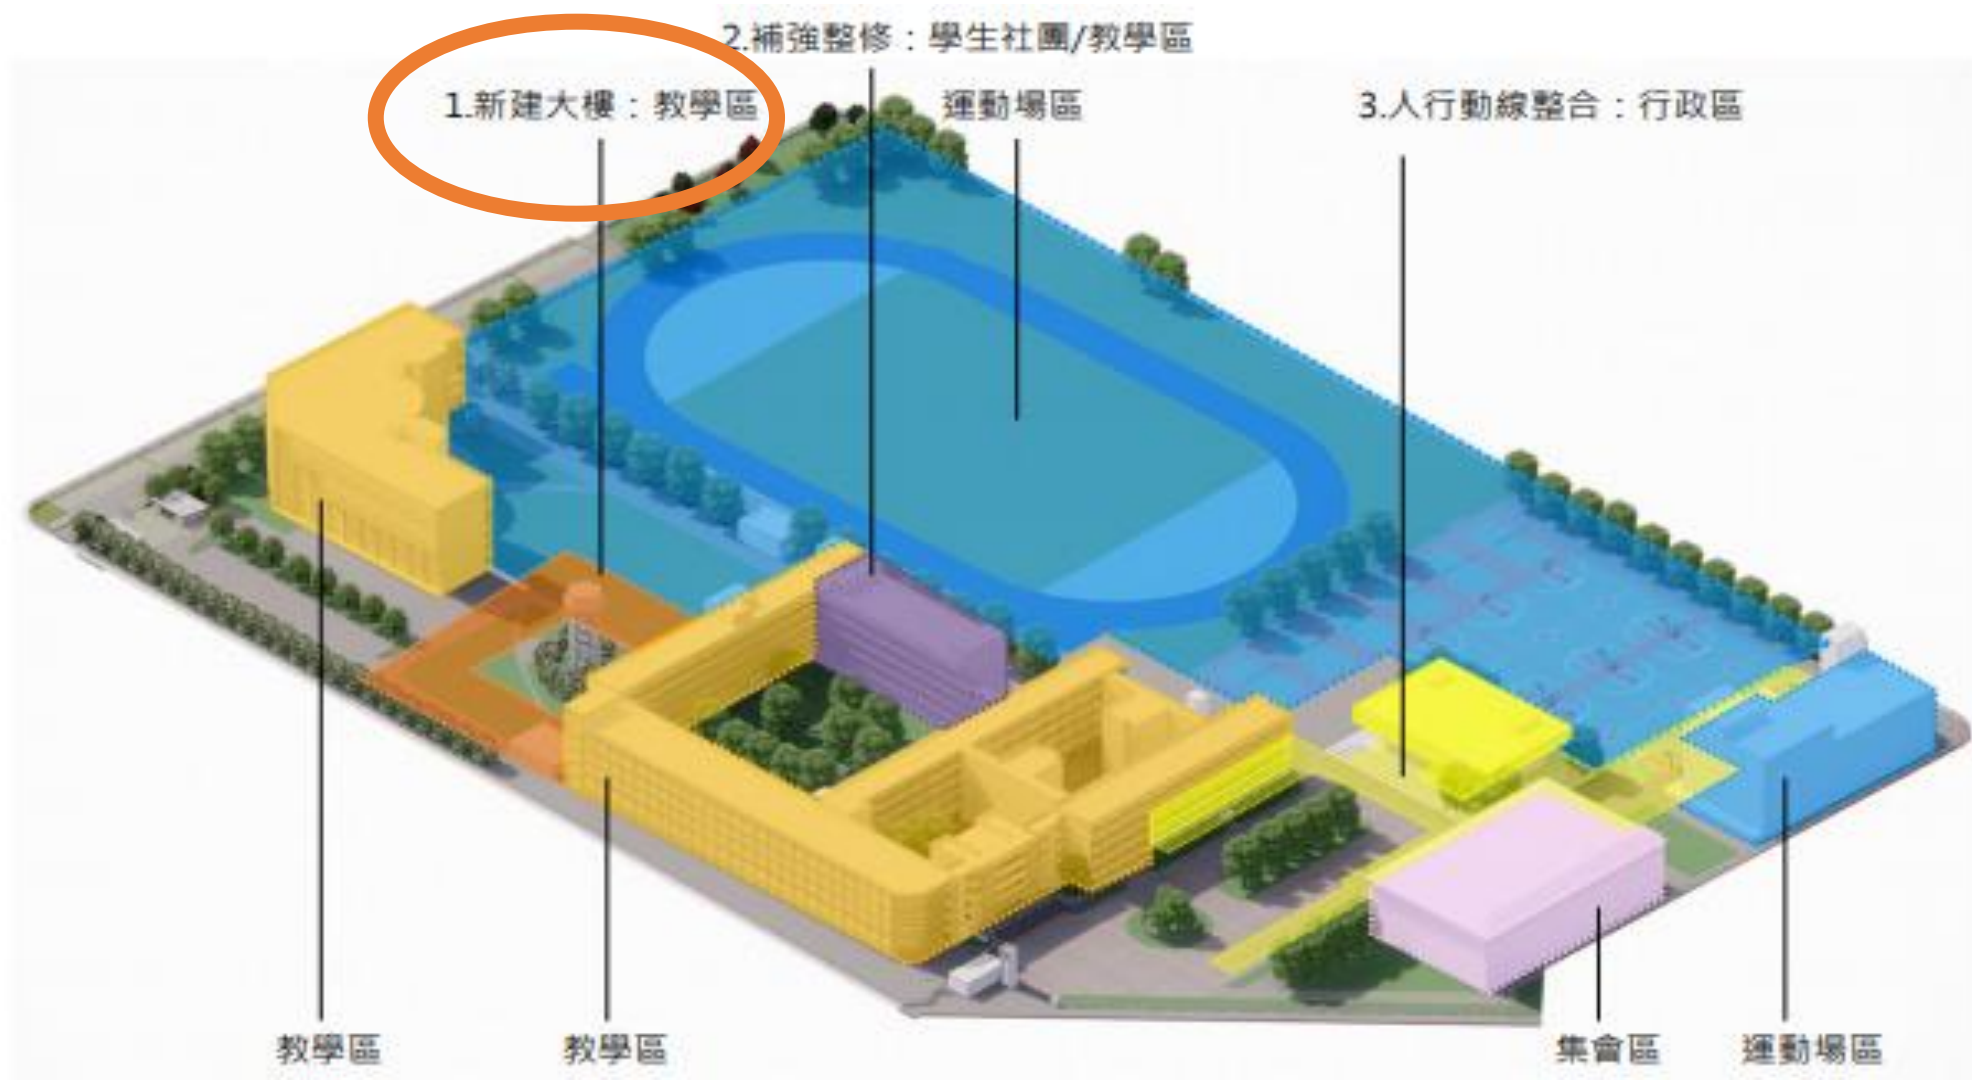 2.補強整修：學生社團/教學區
1.新建大樓：教學區
運動場區
3.人行動線整合：行政區
教學區
教學區
集會區
運動場區